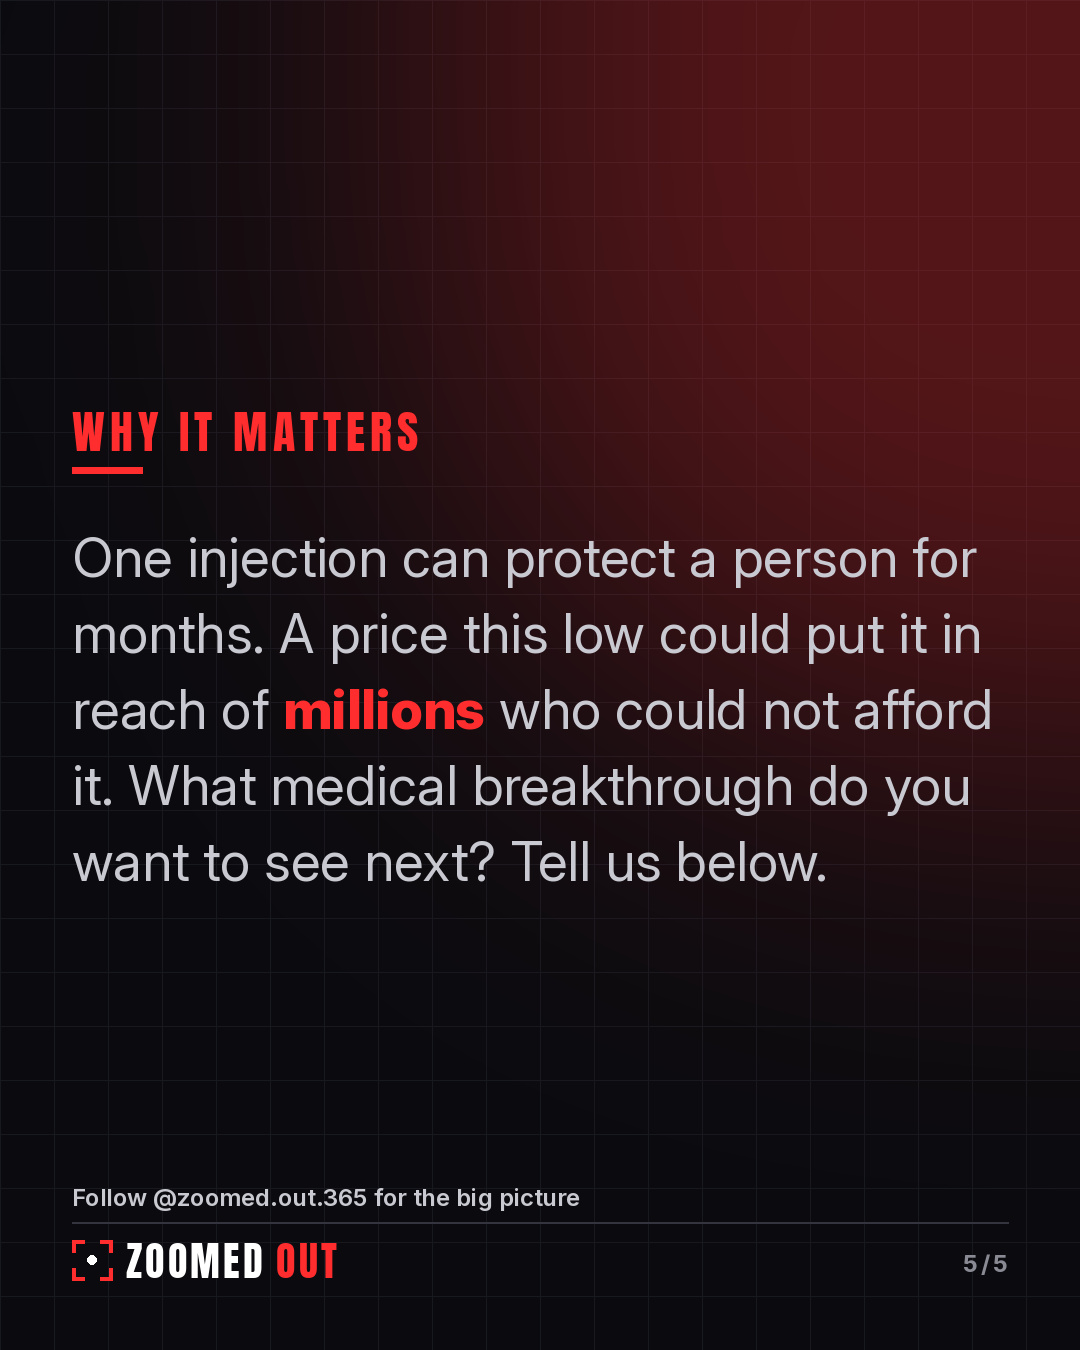 WHY IT MATTERS
One injection can protect a person for
months. A price this low could put it in
reach of millions who could not afford
it. What medical breakthrough do you
want to see next? Tell us below.
Follow @zoomed.out.365 for the big picture
ZOOMED OUT
5/5